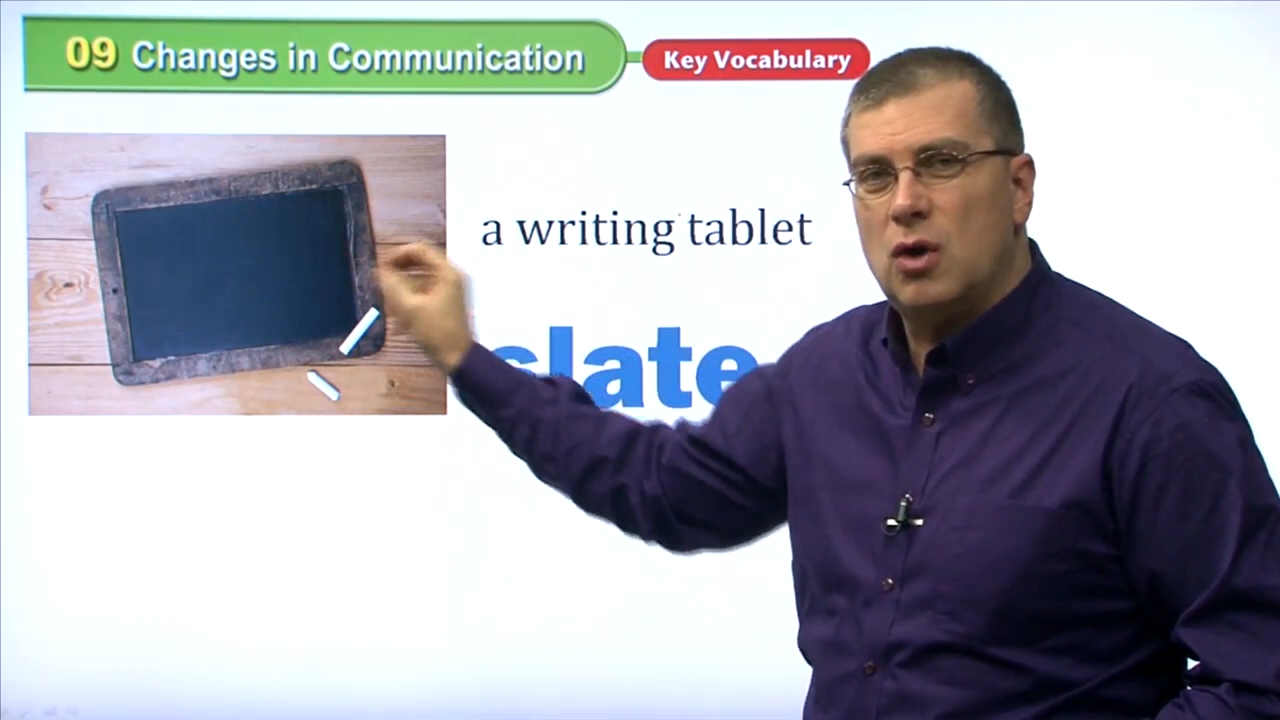 09 Changes in Communication
Key Vocabulary
a writing tablet
slate